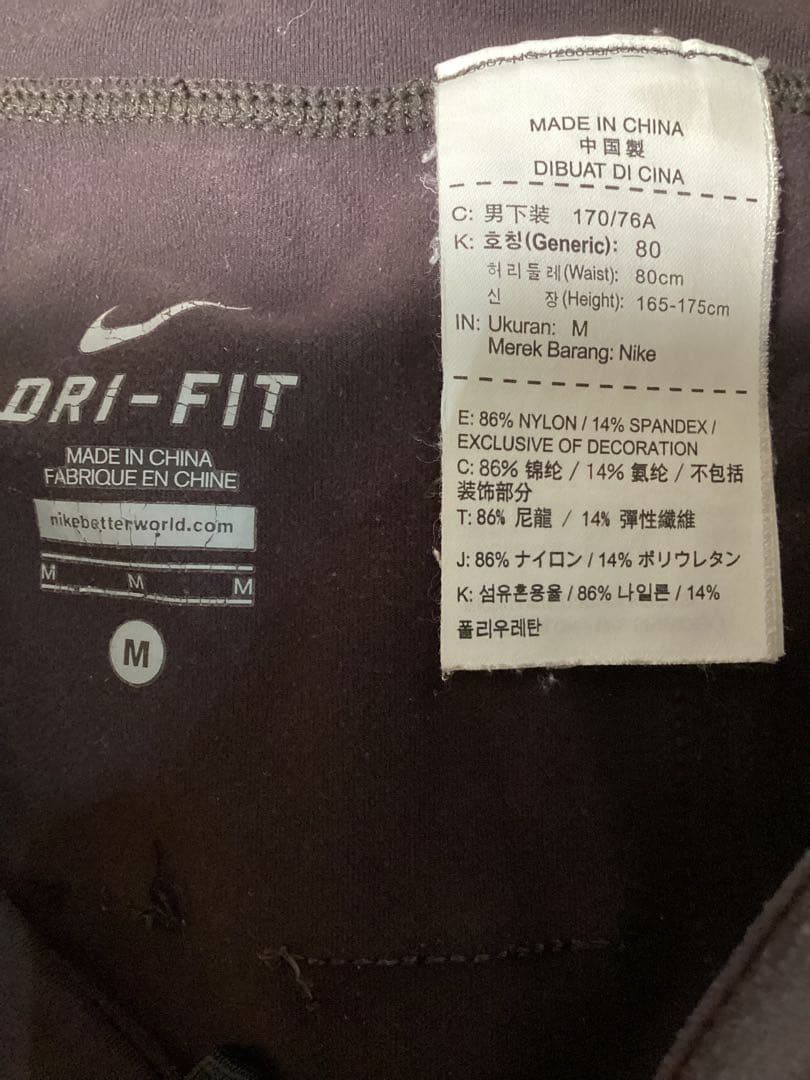 DRI-FIT
MADE IN CHINA
FABRIQUE EN CHINE
nikebetterworld.com
M M M
M
MADE IN CHINA
中国製
DIBUAT DI CINA
C: 男下装 170/76A
K: 호칭(Generic): 80
허리둘레(Waist): 80cm
신 장(Height): 165-175cm
IN: Ukuran: M
Merek Barang: Nike
E: 86% NYLON / 14% SPANDEX /
EXCLUSIVE OF DECORATION
C: 86% 锦纶 / 14% 氨纶 / 不包括
装饰部分
T: 86% 尼龍 / 14% 彈性纖維
J: 86% ナイロン / 14% ポリウレタン
K: 섬유혼용율 / 86% 나일론 / 14%
폴리우레탄